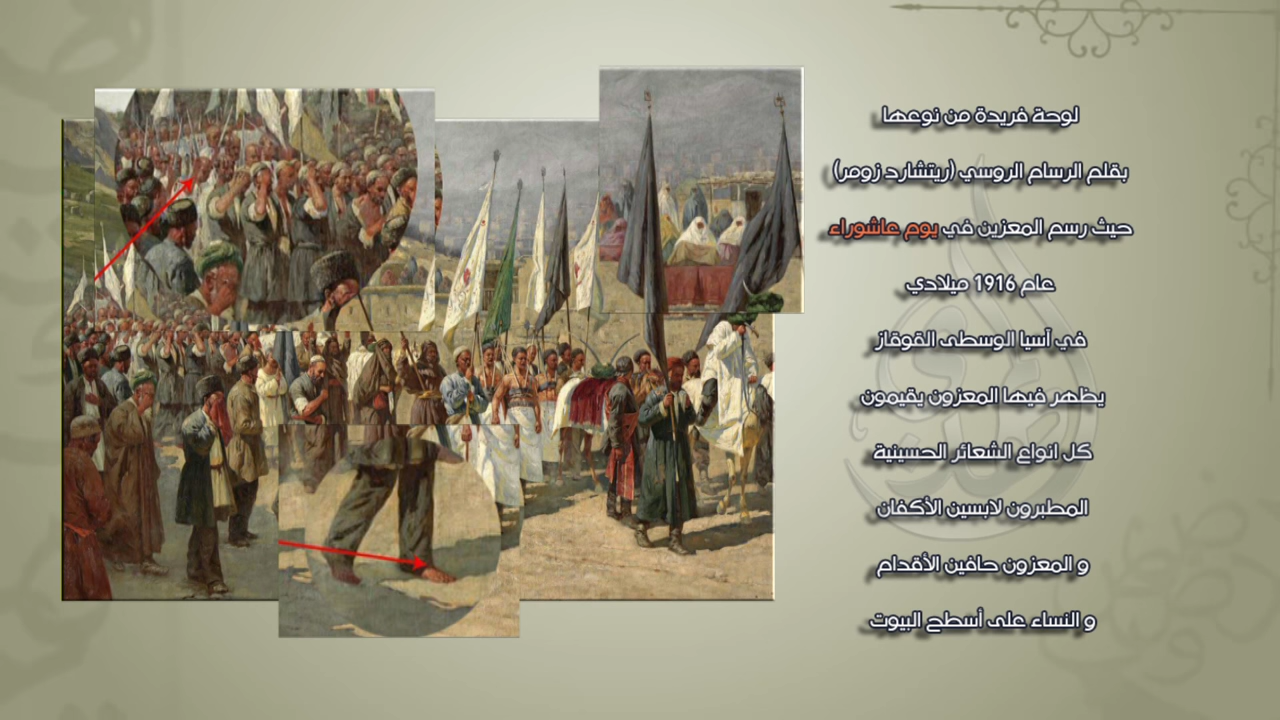 لوحة فريدة من نوعها
بقلم الرسام الروسي (ريتشارد زومر)
حيث رسم المعزين في يوم عاشوراء
عام 1916 ميلادي
في آسيا الوسطى القوقاز
يظهر فيها المعزون يقيمون
كل انواع الشعائر الحسينية
المطبرون لابسين الأكفان
و المعزون حافين الأقدام
و النساء على أسطح البيوت